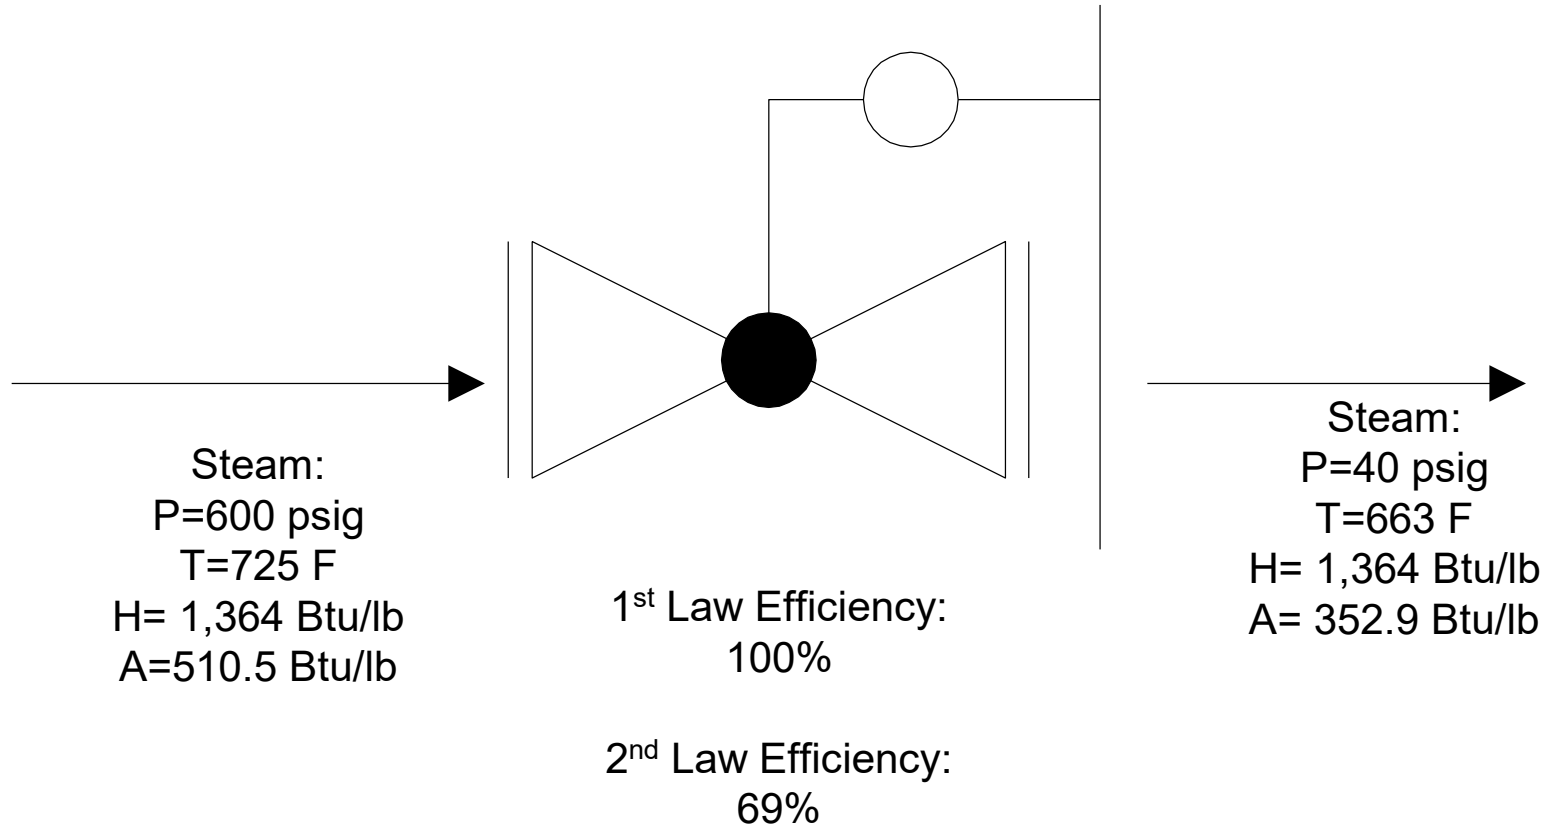 Steam:
P=600 psig
T=725 F
H= 1,364 Btu/lb
A=510.5 Btu/lb
1st Law Efficiency:
100%
2nd Law Efficiency:
69%
Steam:
P=40 psig
T=663 F
H= 1,364 Btu/lb
A= 352.9 Btu/lb